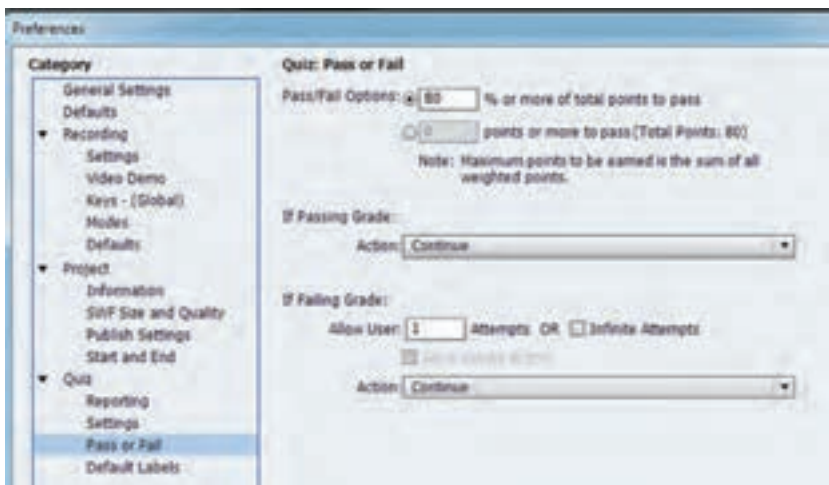 Preferences
Category
General Settings
Defaults
Recording
Settings
Video Demo
Keys - (Global)
Modes
Defaults
Project
Information
SWF Size and Quality
Publish Settings
Start and End
Quiz
Reporting
Settings
Pass or Fail
Default Labels
Quiz: Pass or Fail
Pass/Fail Options: 80 % or more of total points to pass
0 points or more to pass(Total Points: 80)
Note: Maximum points to be earned is the sum of all
weighted points.
If Passing Grade:
Action: Continue
If Failing Grade:
Allow User: 1 Attempts OR Infinite Attempts
Action: Continue